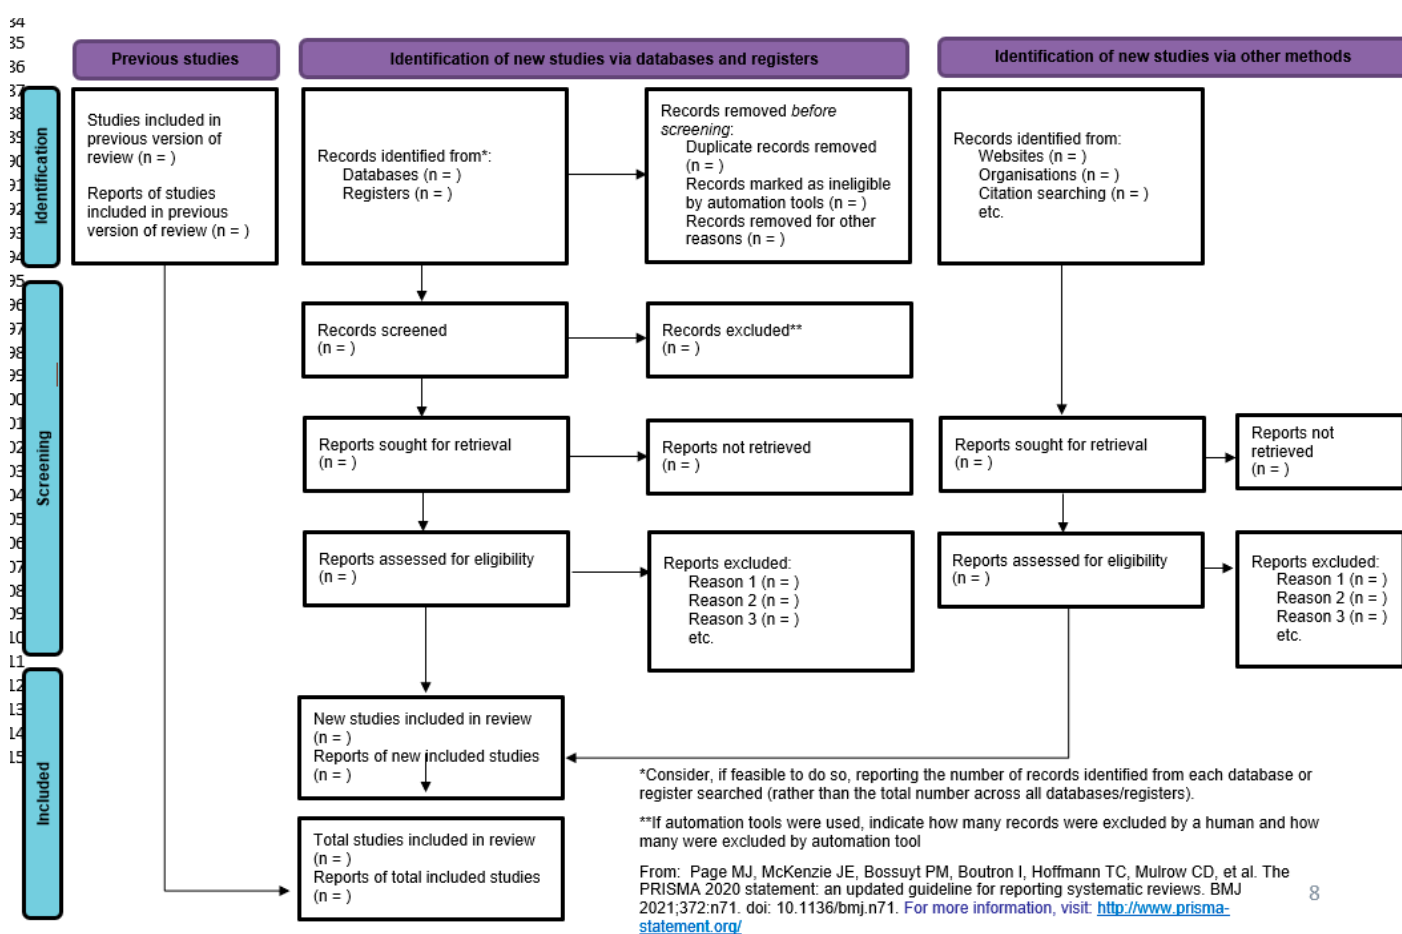 Previous studies
Identification of new studies via databases and registers
Identification of new studies via other methods
Identification
Studies included in
previous version of
review (n = )
Reports of studies
included in previous
version of review (n = )
Records identified from*:
Databases (n = )
Registers (n = )
Records removed before
screening:
Duplicate records removed
(n = )
Records marked as ineligible
by automation tools (n = )
Records removed for other
reasons (n = )
Records identified from:
Websites (n = )
Organisations (n = )
Citation searching (n = )
etc.
Screening
Records screened
(n = )
Records excluded**
(n = )
Reports sought for retrieval
(n = )
Reports not retrieved
(n = )
Reports sought for retrieval
(n = )
Reports not
retrieved
(n = )
Reports assessed for eligibility
(n = )
Reports excluded:
Reason 1 (n = )
Reason 2 (n = )
Reason 3 (n = )
etc.
Reports assessed for eligibility
(n = )
Reports excluded:
Reason 1 (n = )
Reason 2 (n = )
Reason 3 (n = )
etc.
Included
New studies included in review
(n = )
Reports of new included studies
(n = )
Total studies included in review
(n = )
Reports of total included studies
(n = )
*Consider, if feasible to do so, reporting the number of records identified from each database or
register searched (rather than the total number across all databases/registers).
**If automation tools were used, indicate how many records were excluded by a human and how
many were excluded by automation tool
From: Page MJ, McKenzie JE, Bossuyt PM, Boutron I, Hoffmann TC, Mulrow CD, et al. The
PRISMA 2020 statement: an updated guideline for reporting systematic reviews. BMJ
2021;372:n71. doi: 10.1136/bmj.n71. For more information, visit: http://www.prisma-
statement.org/
8